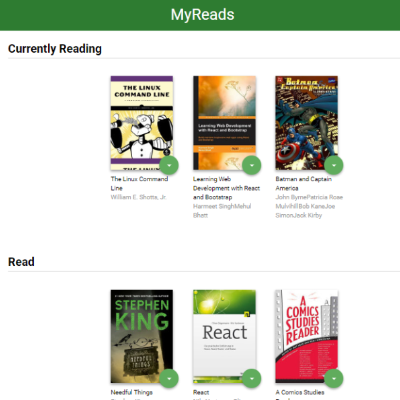 MyReads
Currently Reading
THE LINUX
COMMAND LINE
Learning Web Development
with React and Bootstrap
Batman
Captain America
THE LINUX
The Linux Command
Line
William E. Shotts, Jr.
Learning Web
Development with React
and Bootstrap
Harmeet SinghMehul
Bhatt
Batman and Captain
America
John ByrnePatricia Rose
MulvihillBob KaneJoe
SimonJack Kirby
Read
STEPHEN
KING
NEEDFUL
THINGS
React
A
COMICS
STUDIES
READER
Needful Things
React
A Comics Studies